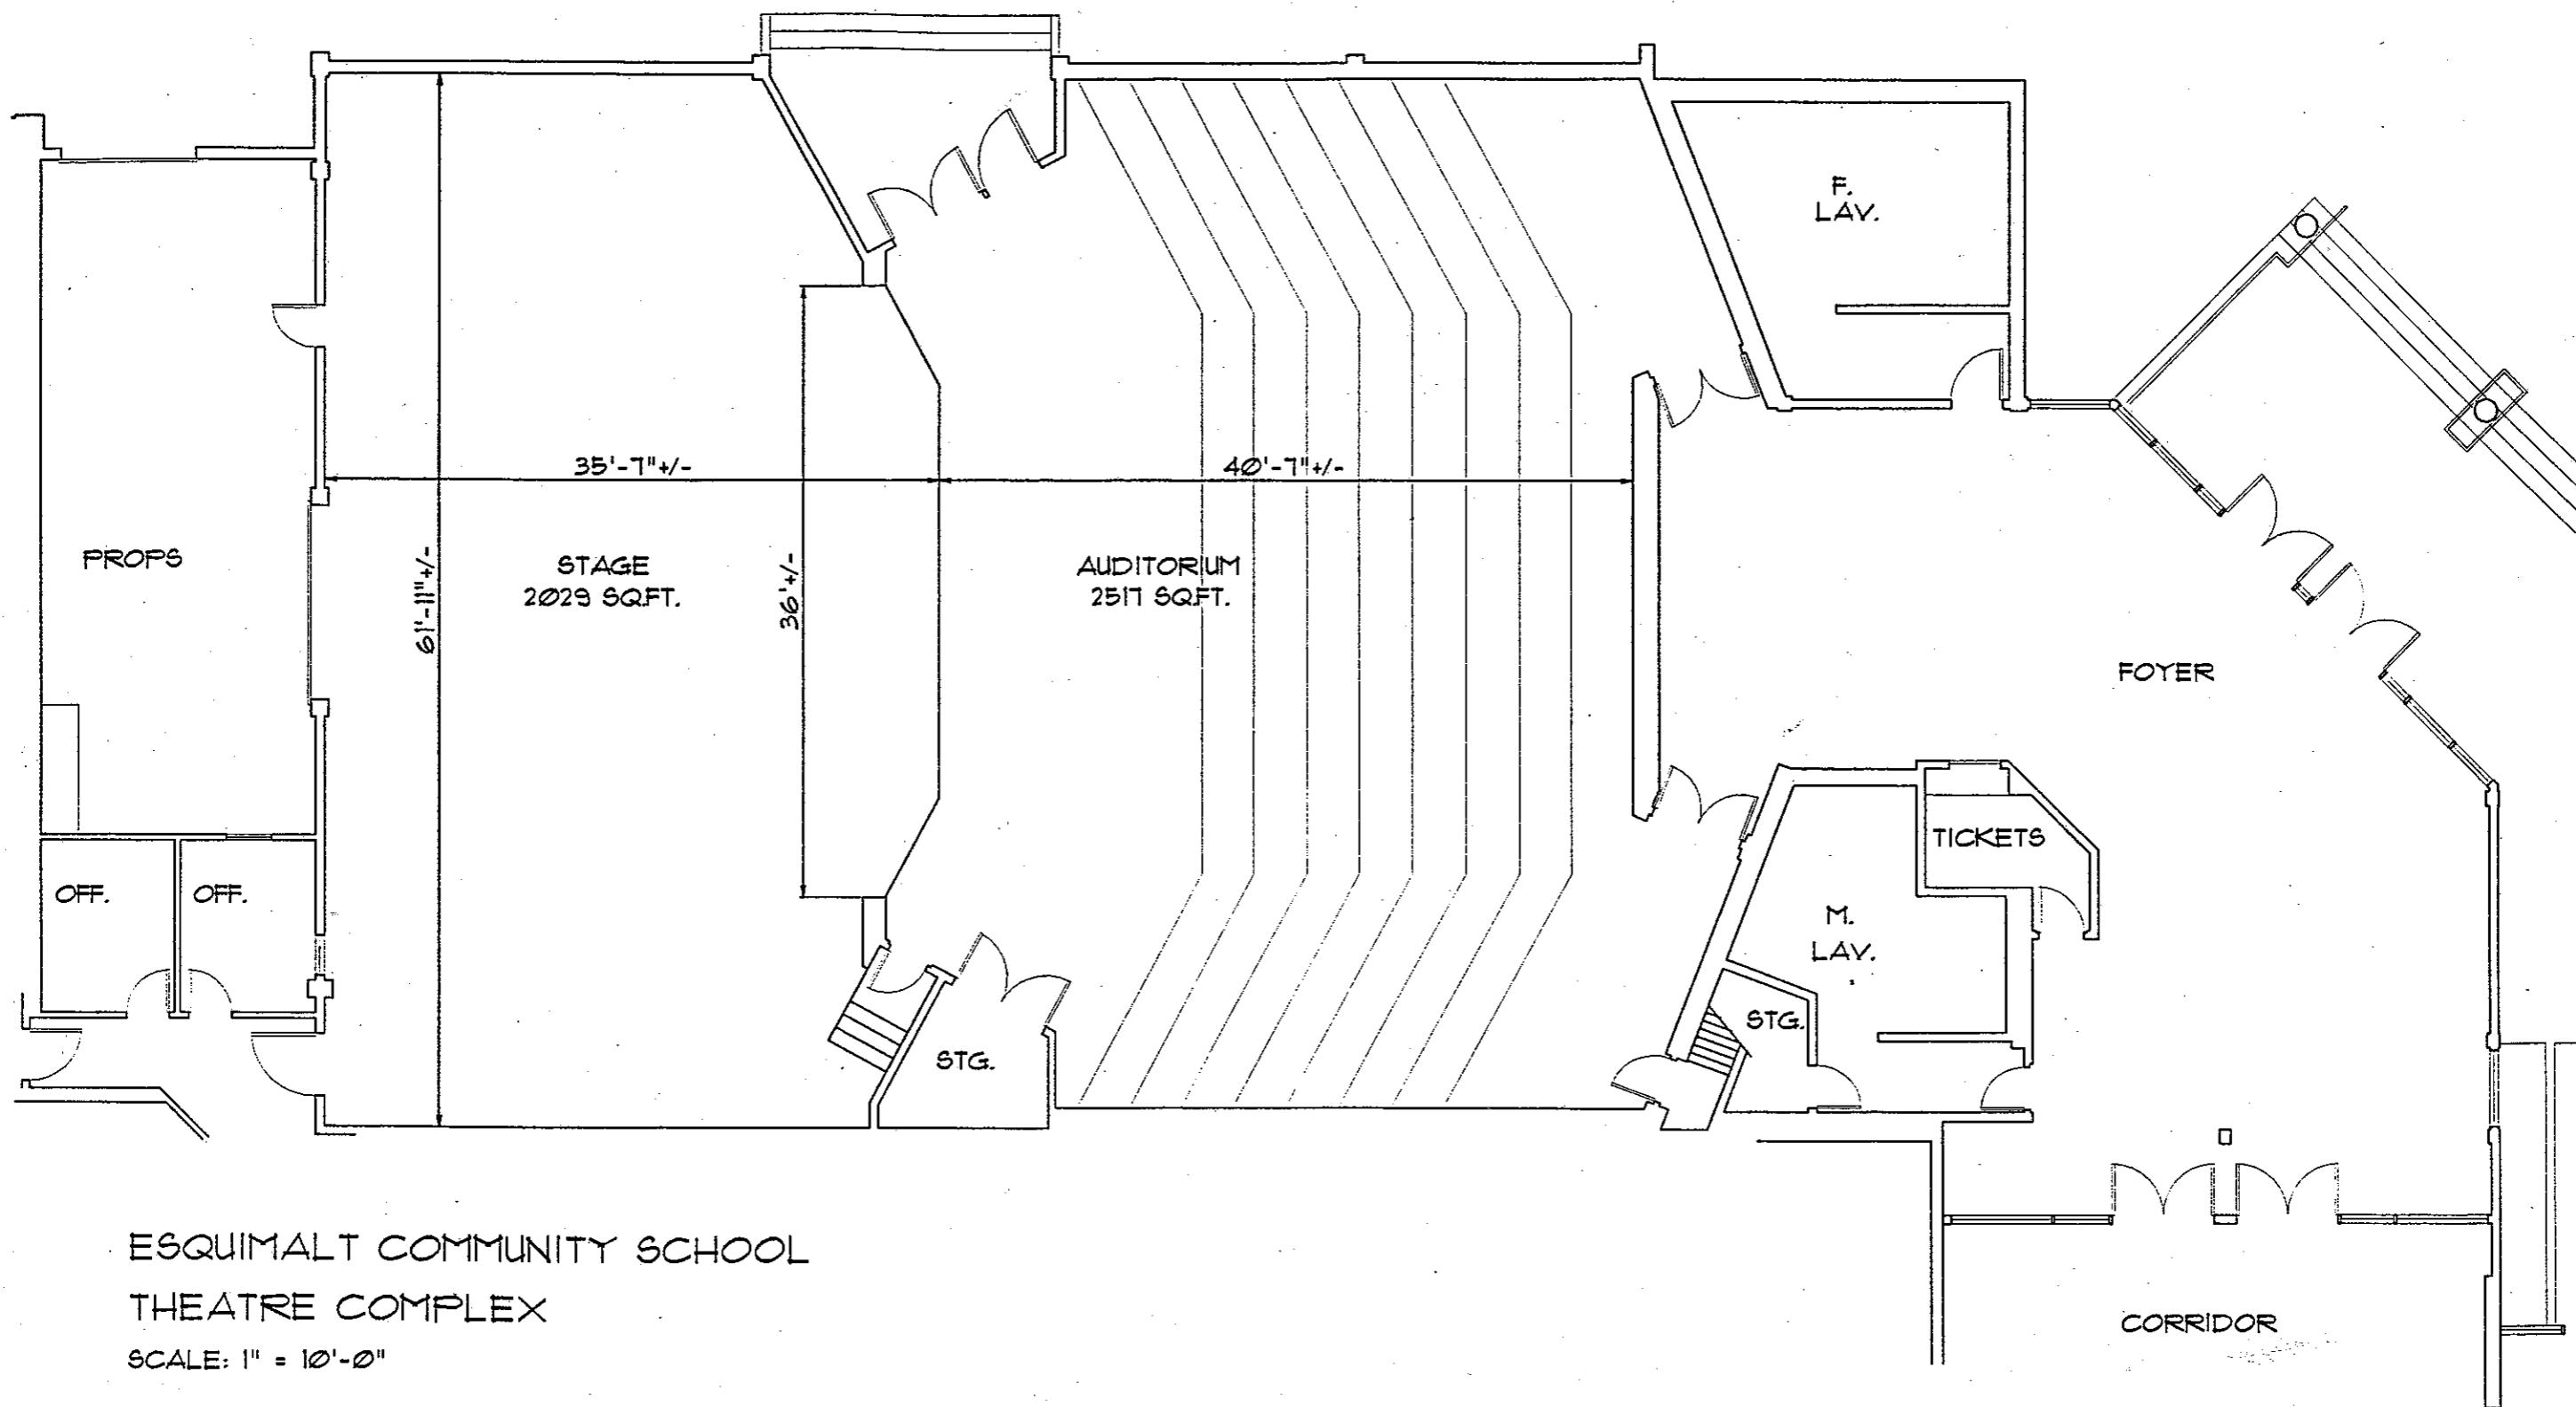 F.
LAV.
35'-7"+/-
40'-7"+/-
PROPS
61'-11"+/-
STAGE
2029 SQ.FT.
36'+/-
AUDITORIUM
2517 SQ.FT.
FOYER
TICKETS
OFF.
OFF.
M.
LAV.
STG.
STG.
ESQUIMALT COMMUNITY SCHOOL
THEATRE COMPLEX
SCALE: 1" = 10'-0"
CORRIDOR